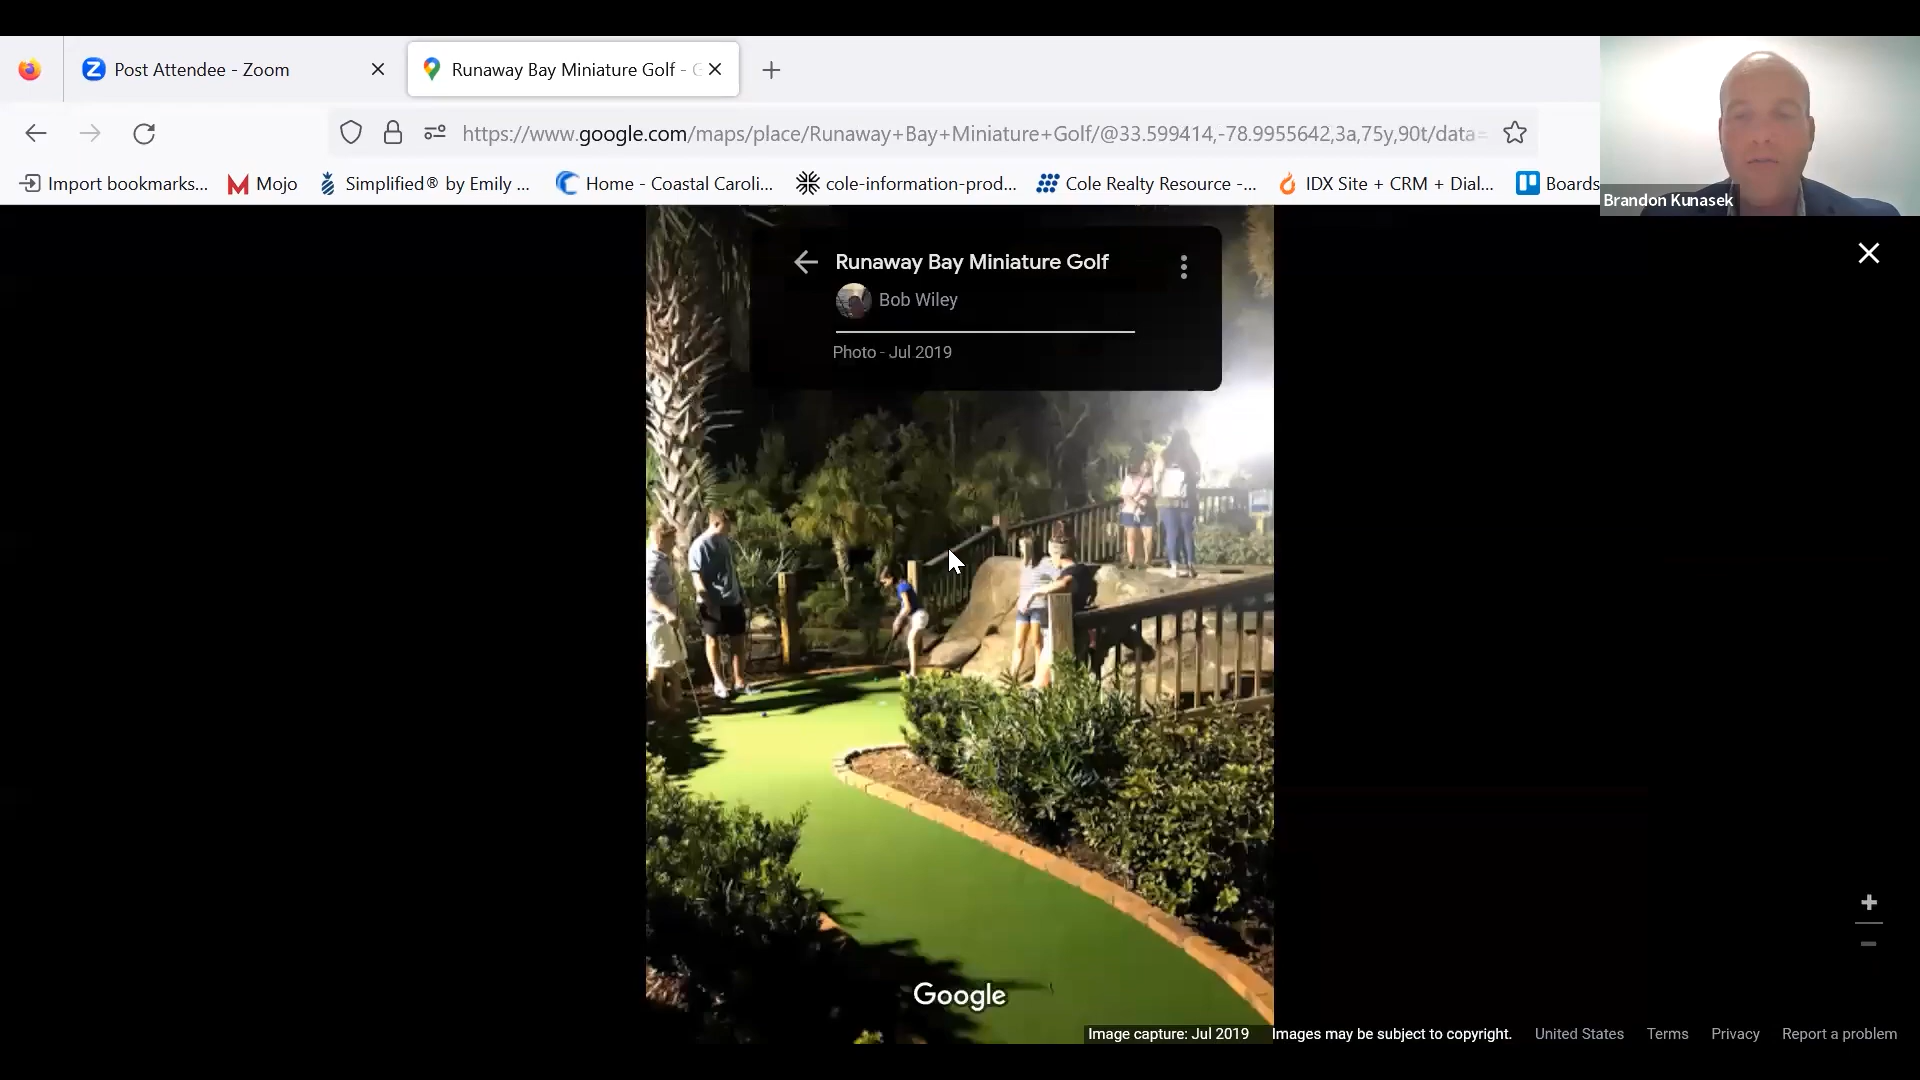 Post Attendee - Zoom
Runaway Bay Miniature Golf - G
https://www.google.com/maps/place/Runaway+Bay+Miniature+Golf/@33.599414,-78.9955642,3a,75y,90t/data=
Import bookmarks...
Mojo
Simplified® by Emily ...
Home - Coastal Caroli...
cole-information-prod...
Cole Realty Resource -...
IDX Site + CRM + Dial...
Boards
Brandon Kunasek
Runaway Bay Miniature Golf
Bob Wiley
Photo - Jul 2019
Google
Image capture: Jul 2019 Images may be subject to copyright. United States Terms Privacy Report a problem